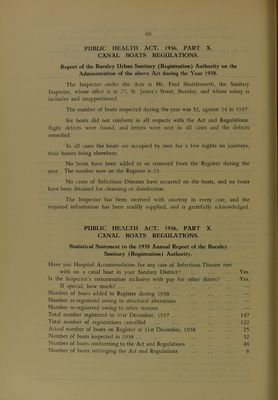 66
PUBLIC HEALTH ACT, 1936. PART X.
CANAL BOATS REGULATIONS.
Report of the Burnley Urban Sanitary (Registration) Authority on the
Administration of the above Act during the Year 1938.
The Inspector under the Acts is Mr. Fred Shuttleworth, the Sanitary
Inspector, whose office is at 17, St. James's Street, Burnley, and whose salary is
inclusive and unapportioned.
The number of boats inspected during the year was 52, against 54 in 1937.
Six boats did not conform in all respects with the Act and Regulations.
Eight defects were found, and letters were sent in all cases and the defects
remedied.
In all cases the boats are occupied by men for a few nights on journeys,
their homes being elsewhere.
No boats have been added to or removed from the Register during the
year. The number now on the Register is 25.
No cases of Infectious Diseases have occurred on the boats, and no boats
have been detained for cleansing or disinfection.
The Inspector has been received with courtesy in every case, and the
required information has been readily supplied, and is gratefully acknowledged.
PUBLIC HEALTH ACT, 1936. PART X.
CANAL BOATS REGULATIONS.
Statistical Statement to the 1938 Annual Report of the Burnley
Sanitary (Registration) Authority.
Have you Hospital Accommodation for any case of Infectious Disease met
with on a canal boat in your Sanitary District? ... Yes.
Is the Inspector's remuneration inclusive with pay for other duties? ... Yes.
If special, how much? ... —
Number of boats added to Register during 1938 ... —
Number re-registered owing to structural alterations ... —
Number re-registered owing to other reasons ... —
Total number registered to 31st December, 1937 ... 147
Total number of registrations cancelled ... 122
Actual number of boats on Register at 31st December, 1938 25
Number of boats inspected in 1938 ... 52
Number of boats conforming to the Act and Regulations ... 46
Number of boats infringing the Act and Regulations ... 6